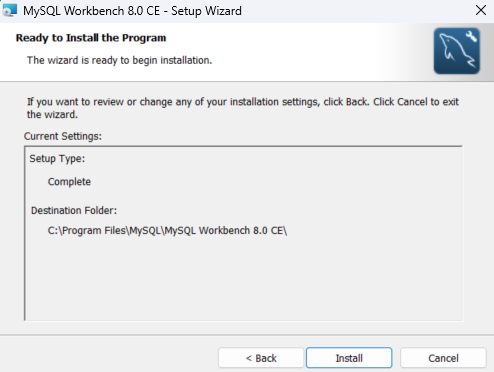 MySQL Workbench 8.0 CE - Setup Wizard
Ready to Install the Program
The wizard is ready to begin installation.
If you want to review or change any of your installation settings, click Back. Click Cancel to exit
the wizard.
Current Settings:
Setup Type:
Complete
Destination Folder:
C:\Program Files\MySQL\MySQL Workbench 8.0 CE\
< Back
Install
Cancel